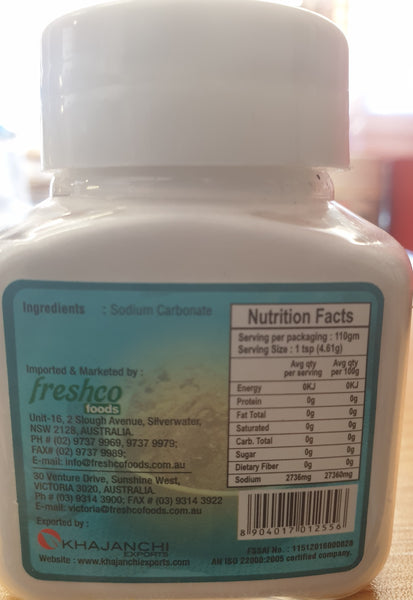 Ingredients : Sodium Carbonate
Imported & Marketed by :
freshco
foods
Unit-16, 2 Slough Avenue, Silverwater,
NSW 2128, AUSTRALIA.
PH # (02) 9737 9969, 9737 9979;
FAX# (02) 9737 9989;
E-mail: info@freshcofoods.com.au
30 Venture Drive, Sunshine West,
VICTORIA 3020, AUSTRALIA.
Ph # (03) 9314 3900; FAX # (03) 9314 3922
E-mail: victoria@freshcofoods.com.au
Exported by :
KHAJANCHI
EXPORTS
Website : www.khajanchiexports.com
Nutrition Facts
Serving per packaging : 110gm
Serving Size : 1 tsp (4.61g)
Avg qty per serving Avg qty per 100g
Energy 0KJ 0KJ
Protein 0g 0g
Fat Total 0g 0g
Saturated 0g 0g
Carb. Total 0g 0g
Sugar 0g 0g
Dietary Fiber 0g 0g
Sodium 2736mg 27360mg
8 904017 012556
FSSAI No. : 11512016000028
AN ISO 22000:2005 certified company.